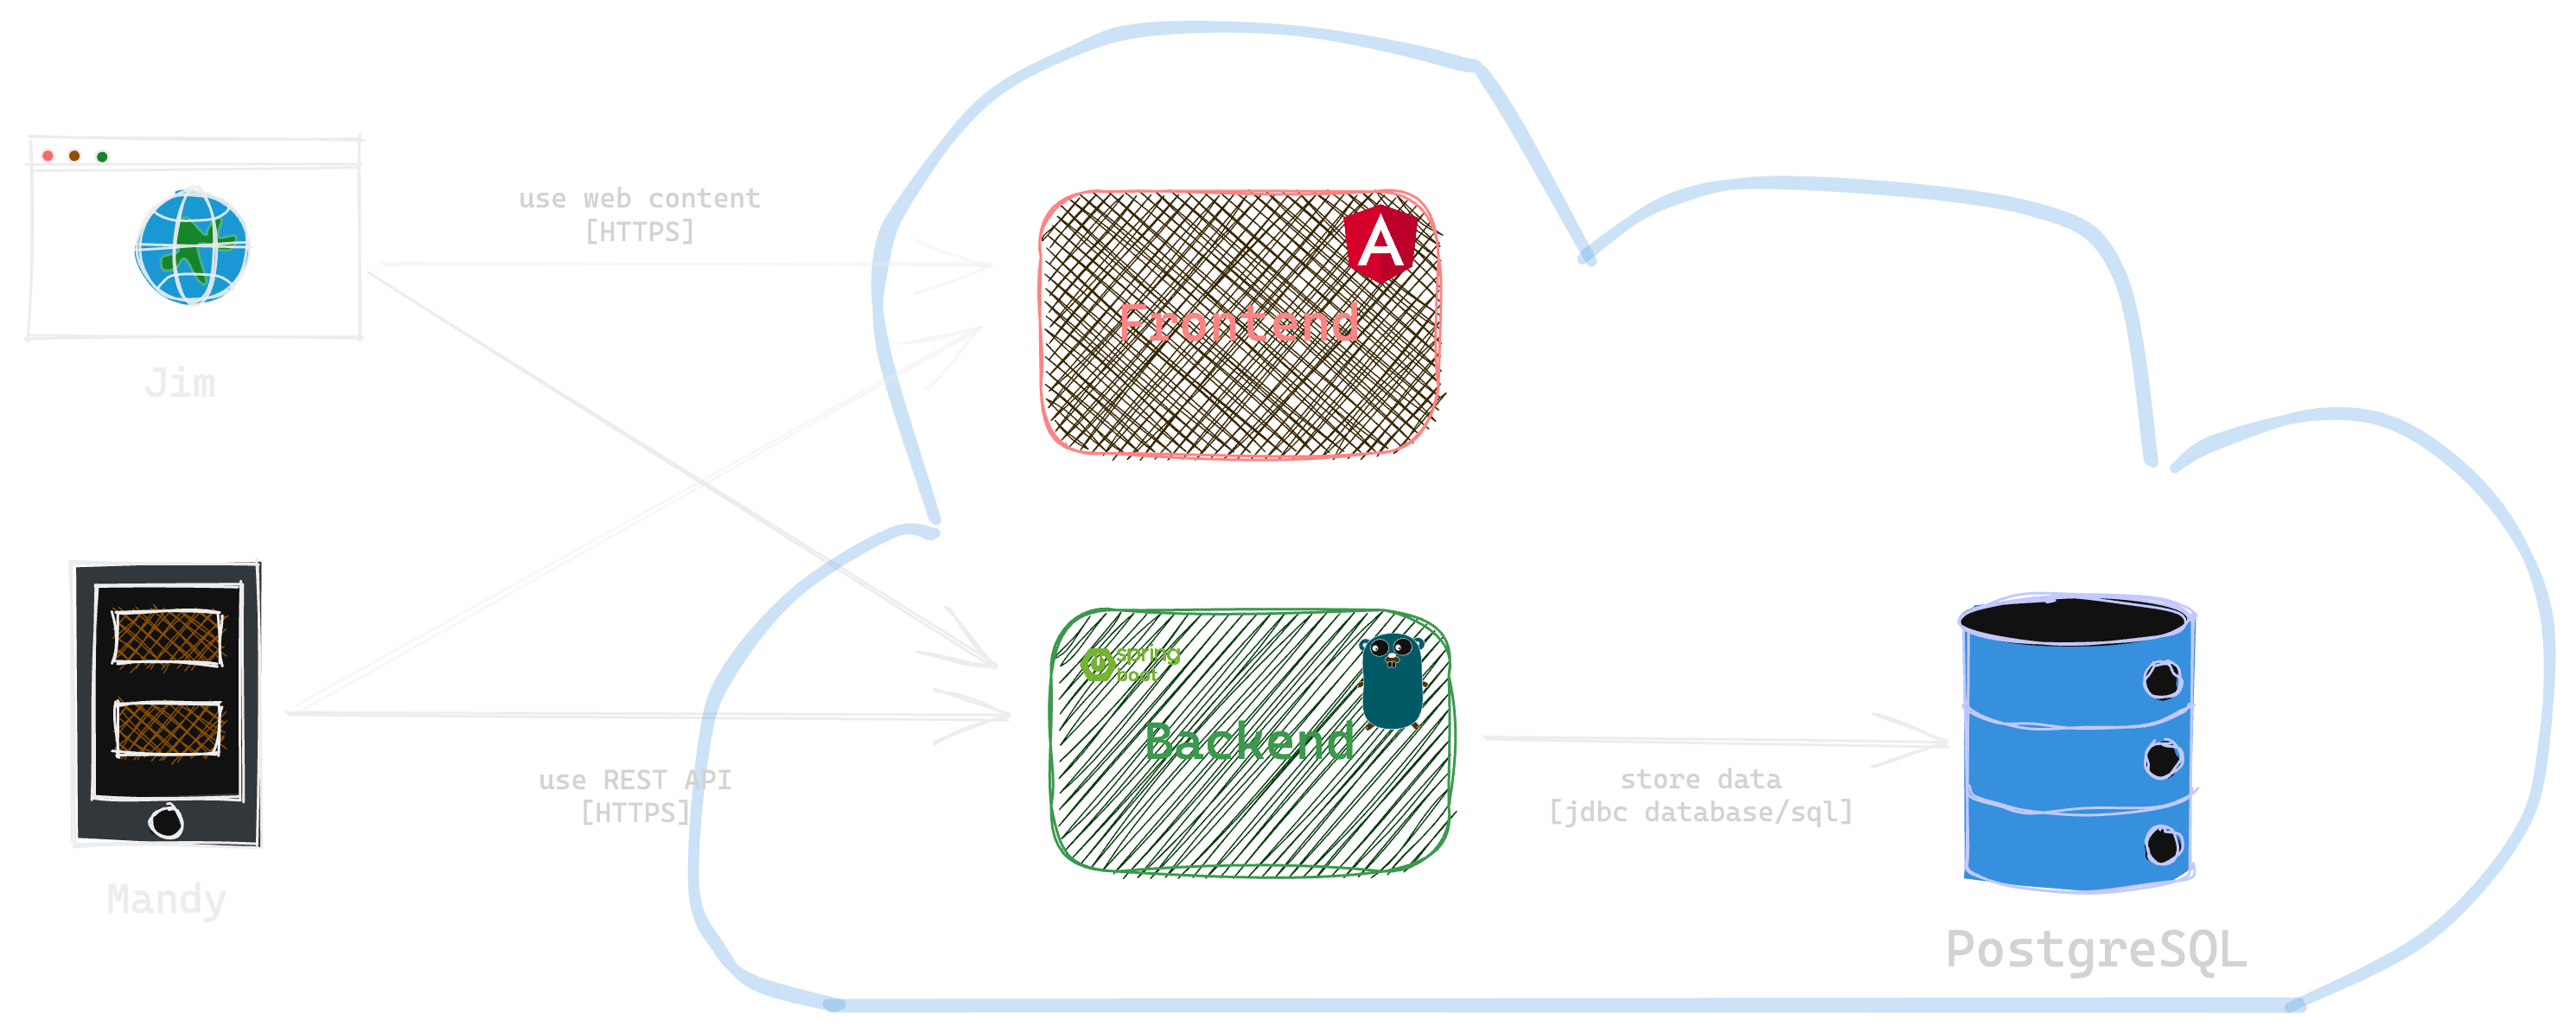 use web content
[HTTPS]
Frontend
Jim
spring
boot
Backend
use REST API
[HTTPS]
store data
[jdbc database/sql]
Mandy
PostgreSQL